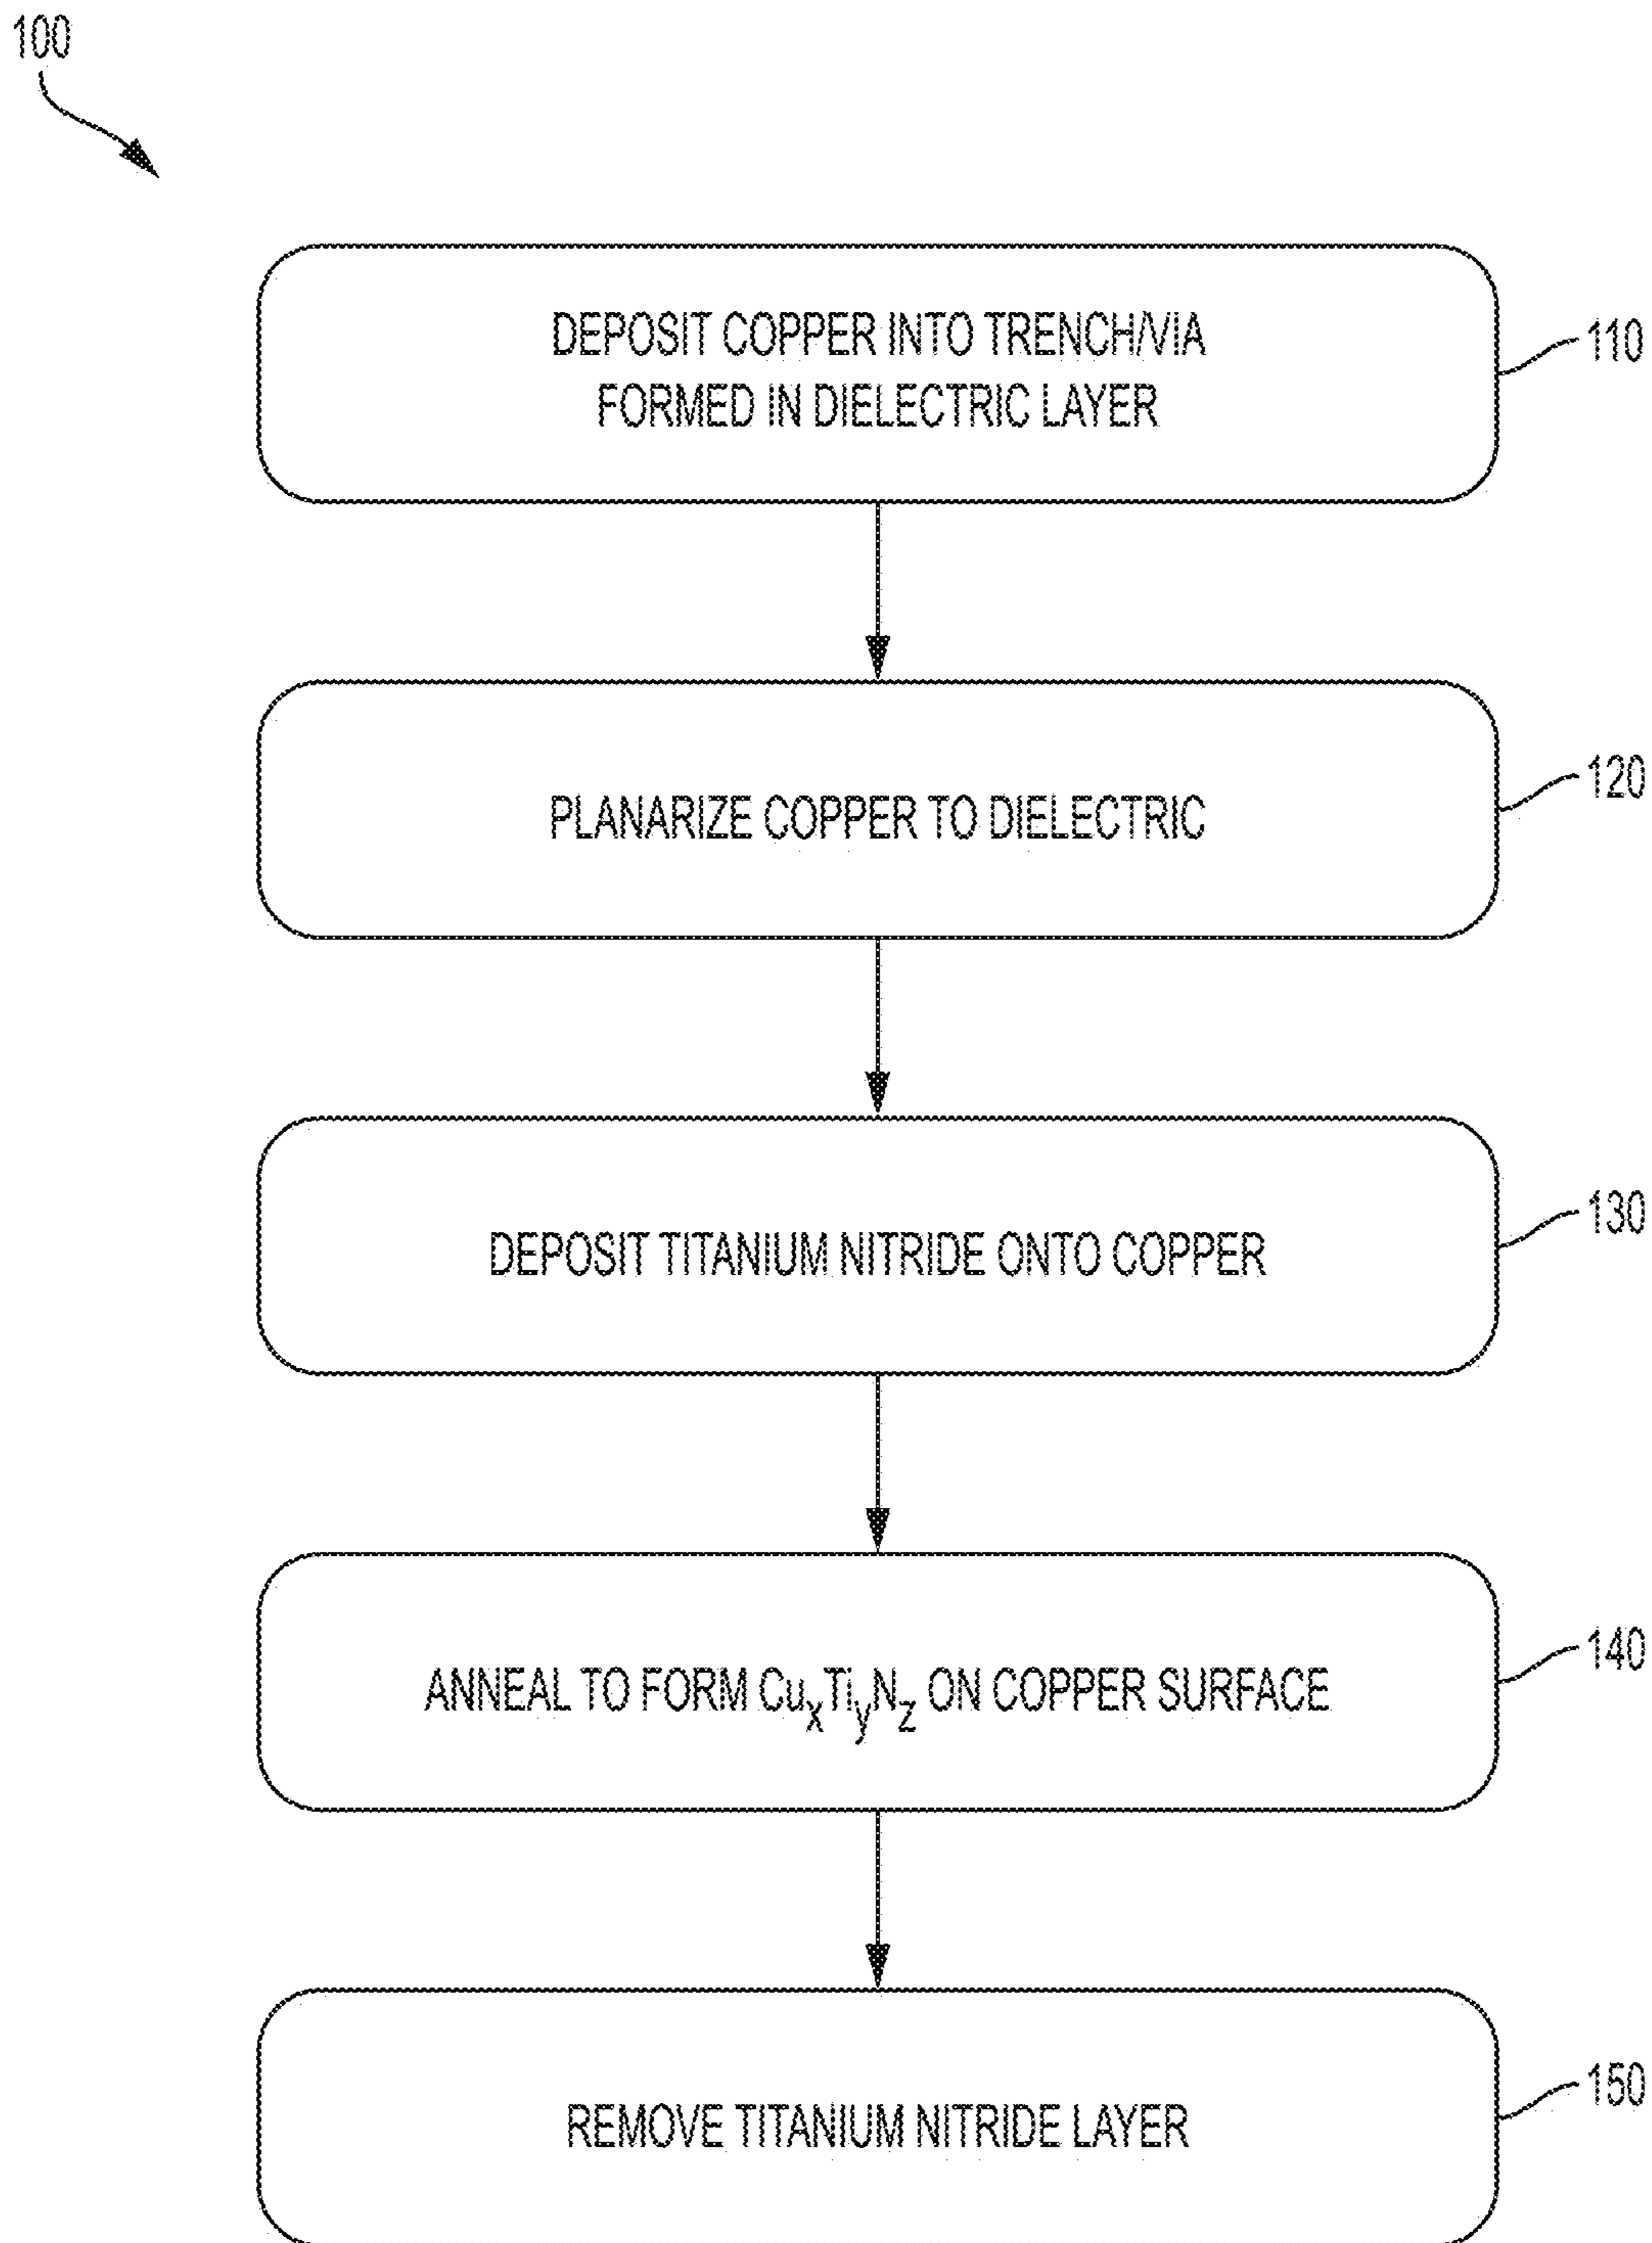 100
DEPOSIT COPPER INTO TRENCH/VIA
FORMED IN DIELECTRIC LAYER
110
PLANARIZE COPPER TO DIELECTRIC
120
DEPOSIT TITANIUM NITRIDE ONTO COPPER
130
ANNEAL TO FORM CuₓTiᵧN₂ ON COPPER SURFACE
140
REMOVE TITANIUM NITRIDE LAYER
150